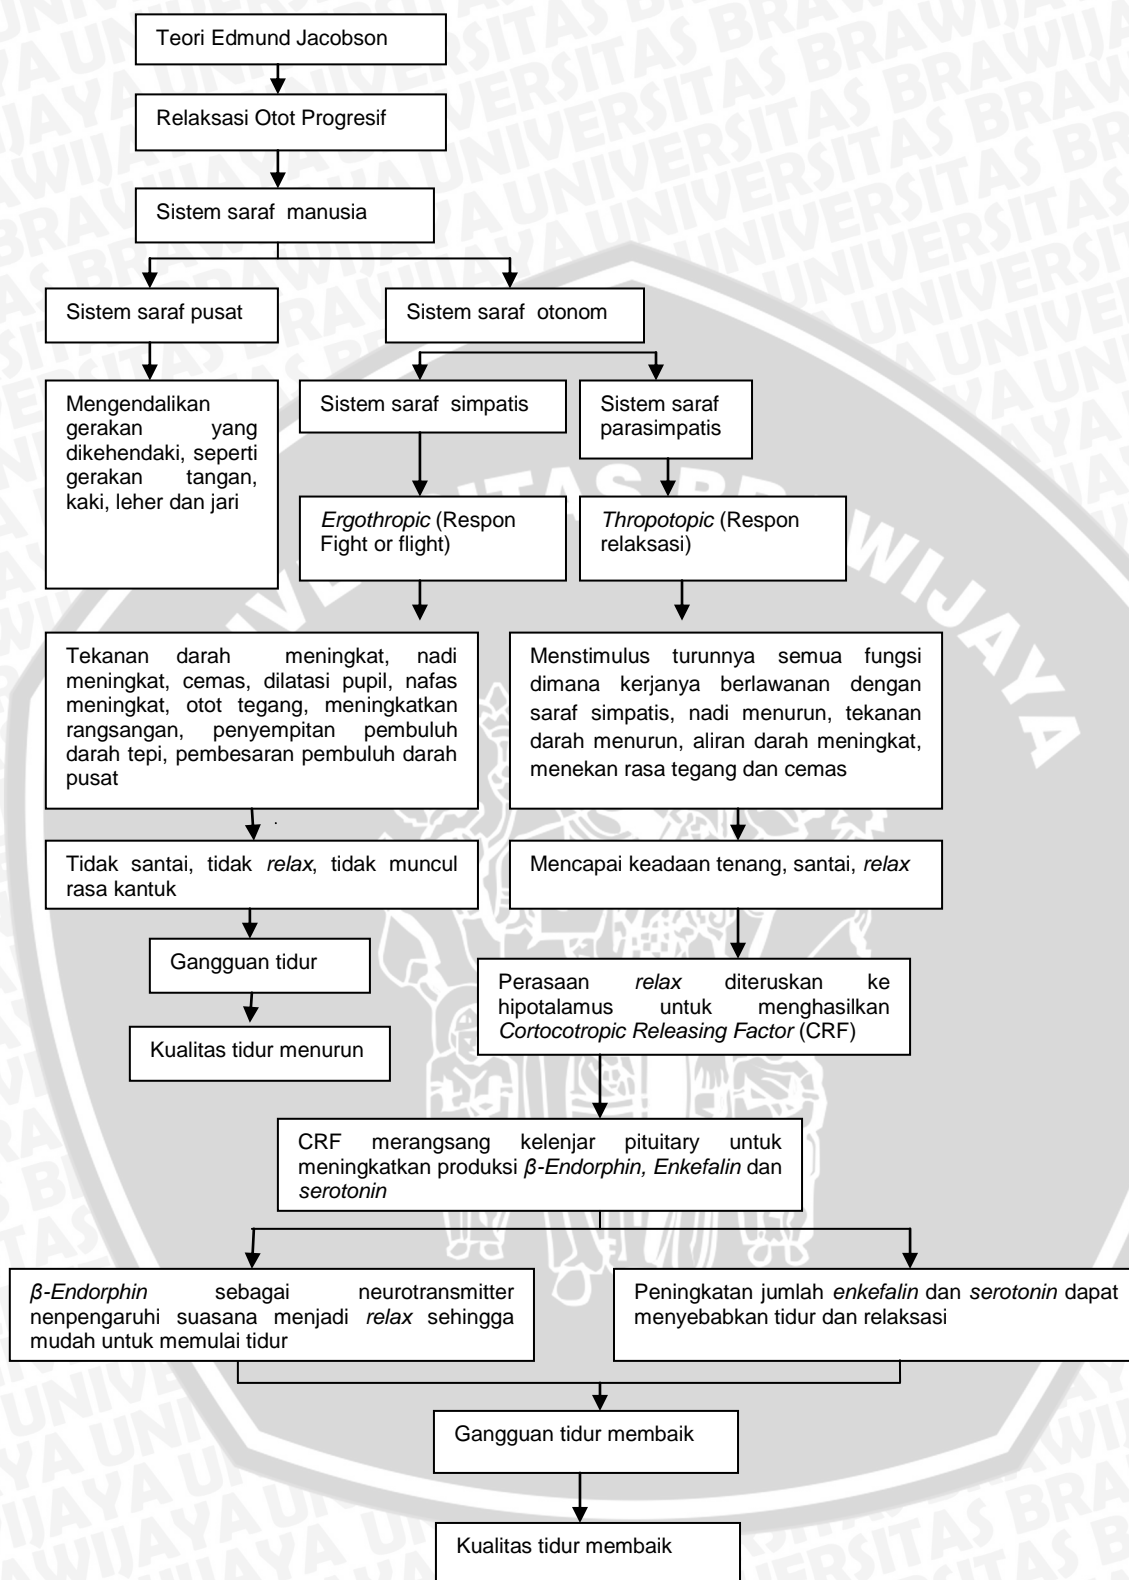 Teori Edmund Jacobson
Relaksasi Otot Progresif
Sistem saraf manusia
Sistem saraf pusat
Sistem saraf otonom
Mengendalikan
gerakan yang
dikehendaki, seperti
gerakan tangan,
kaki, leher dan jari
Sistem saraf simpatis
Sistem saraf
parasimpatis
Ergothropic (Respon
Fight or flight)
Thropotopic (Respon
relaksasi)
Tekanan darah meningkat, nadi
meningkat, cemas, dilatasi pupil, nafas
meningkat, otot tegang, meningkatkan
rangsangan, penyempitan pembuluh
darah tepi, pembesaran pembuluh darah
pusat
Menstimulus turunnya semua fungsi
dimana kerjanya berlawanan dengan
saraf simpatis, nadi menurun, tekanan
darah menurun, aliran darah meningkat,
menekan rasa tegang dan cemas
.
Tidak santai, tidak relax, tidak muncul
rasa kantuk
Mencapai keadaan tenang, santai, relax
Gangguan tidur
Kualitas tidur menurun
Perasaan relax diteruskan ke
hipotalamus untuk menghasilkan
Cortocotropic Releasing Factor (CRF)
CRF merangsang kelenjar pituitary untuk
meningkatkan produksi β-Endorphin, Enkefalin dan
serotonin
β-Endorphin sebagai neurotransmitter
nenpengaruhi suasana menjadi relax sehingga
mudah untuk memulai tidur
Peningkatan jumlah enkefalin dan serotonin dapat
menyebabkan tidur dan relaksasi
Gangguan tidur membaik
Kualitas tidur membaik